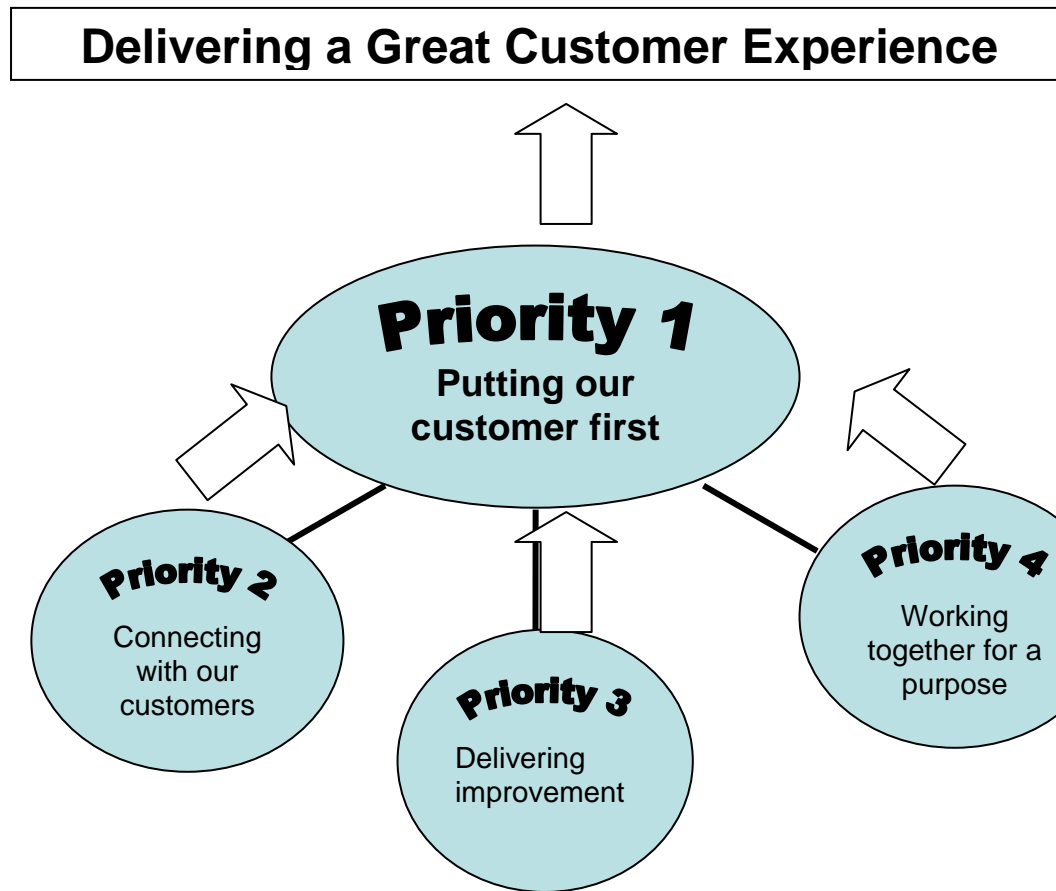 Delivering a Great Customer Experience
Priority 1
Putting our
customer first
Priority 2
Connecting
with our
customers
Priority 3
Delivering
improvement
Priority 4
Working
together for a
purpose